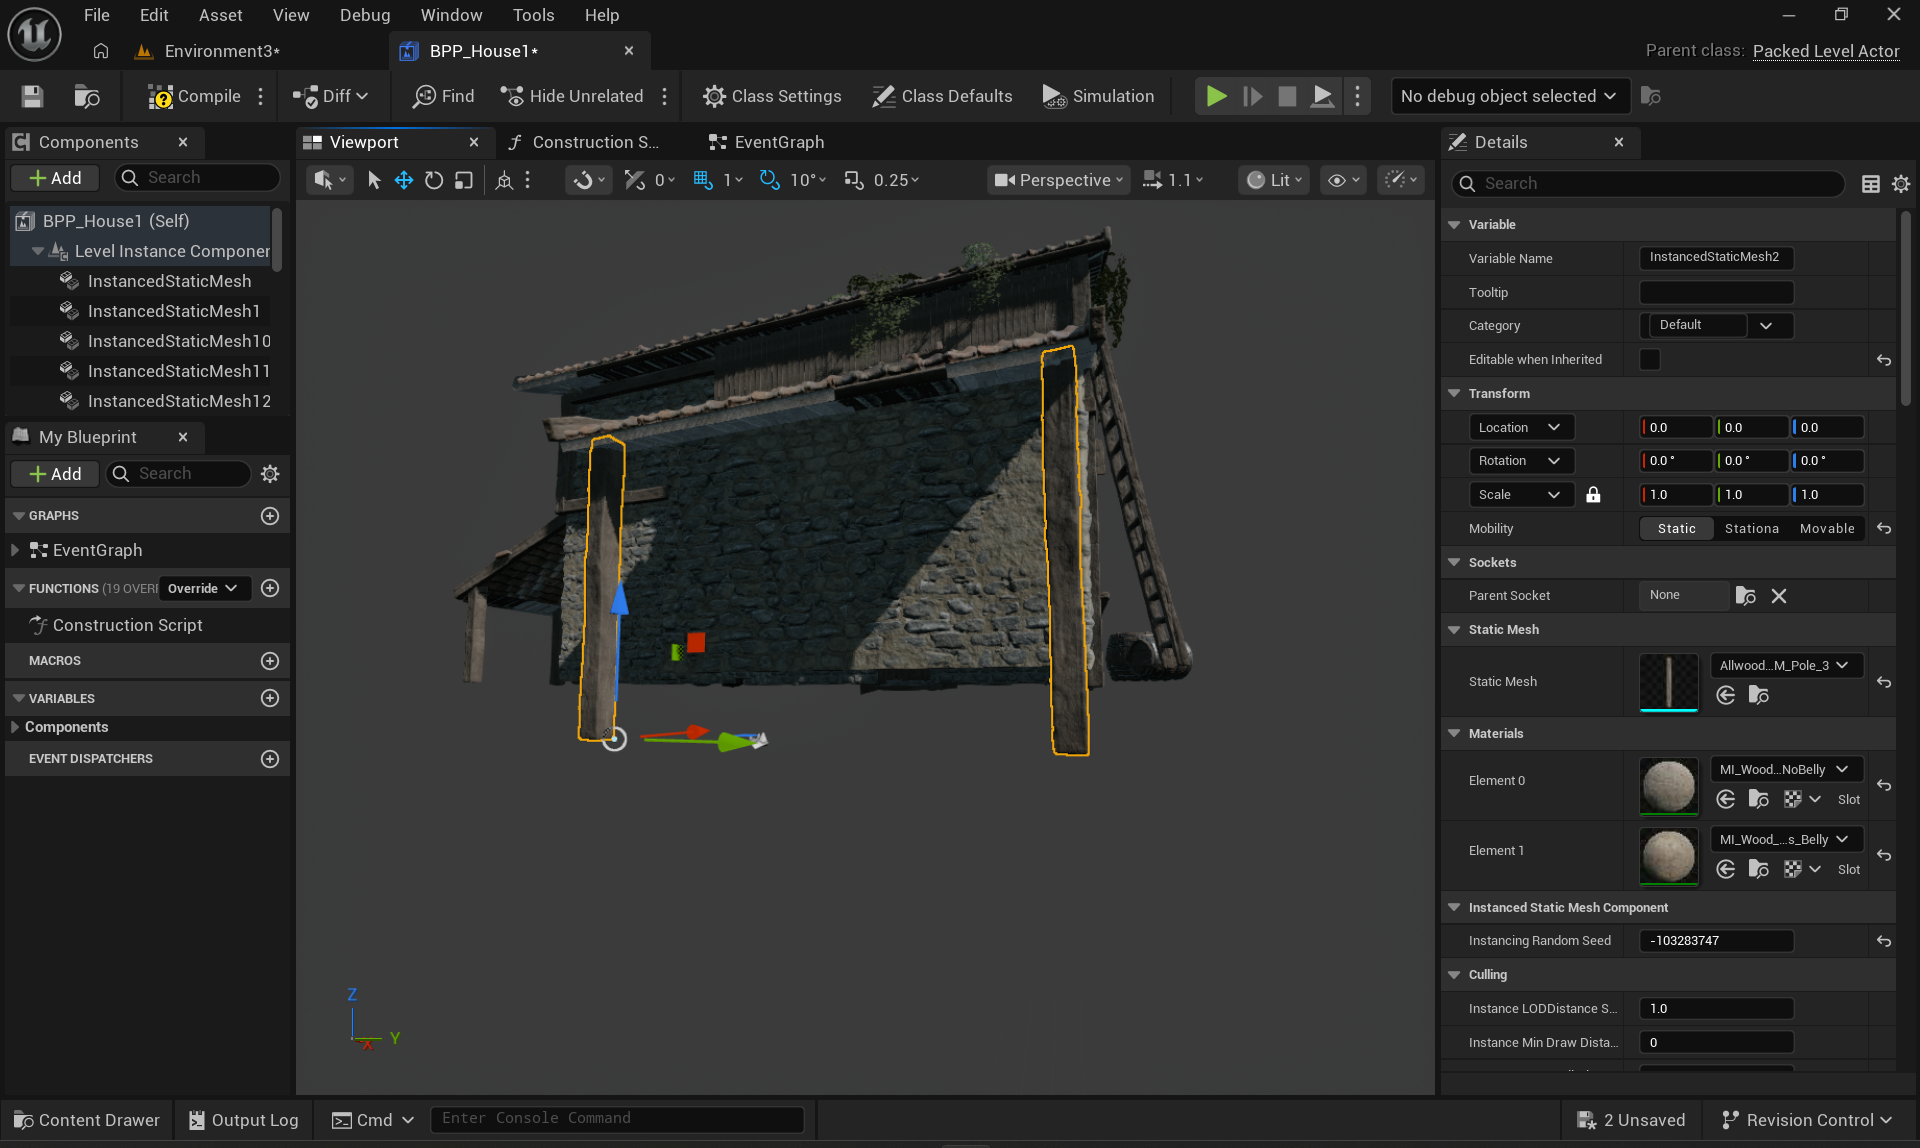 File Edit Asset View Debug Window Tools Help
Environment3*
BPP_House1*
Parent class: Packed Level Actor
Compile
Diff
Find
Hide Unrelated
Class Settings
Class Defaults
Simulation
No debug object selected
Components
Add
Search
BPP_House1 (Self)
Level Instance Componer
InstancedStaticMesh
InstancedStaticMesh1
InstancedStaticMesh10
InstancedStaticMesh11
InstancedStaticMesh12
My Blueprint
Add
Search
GRAPHS
EventGraph
FUNCTIONS (19 OVERR
Override
Construction Script
MACROS
VARIABLES
Components
EVENT DISPATCHERS
Viewport
Construction S...
EventGraph
0
1
10°
0.25
Perspective
1.1
Lit
Z
Y
X
Details
Search
Variable
Variable Name InstancedStaticMesh2
Tooltip
Category Default
Editable when Inherited
Transform
Location 0.0 0.0 0.0
Rotation 0.0 ° 0.0 ° 0.0 °
Scale 1.0 1.0 1.0
Mobility Static Stationa Movable
Sockets
Parent Socket None
Static Mesh
Static Mesh Allwood...M_Pole_3
Materials
Element 0 MI_Wood...NoBelly
Slot
Element 1 MI_Wood_...s_Belly
Slot
Instanced Static Mesh Component
Instancing Random Seed -103283747
Culling
Instance LODDistance S... 1.0
Instance Min Draw Dista... 0
Content Drawer
Output Log
Cmd
Enter Console Command
2 Unsaved
Revision Control